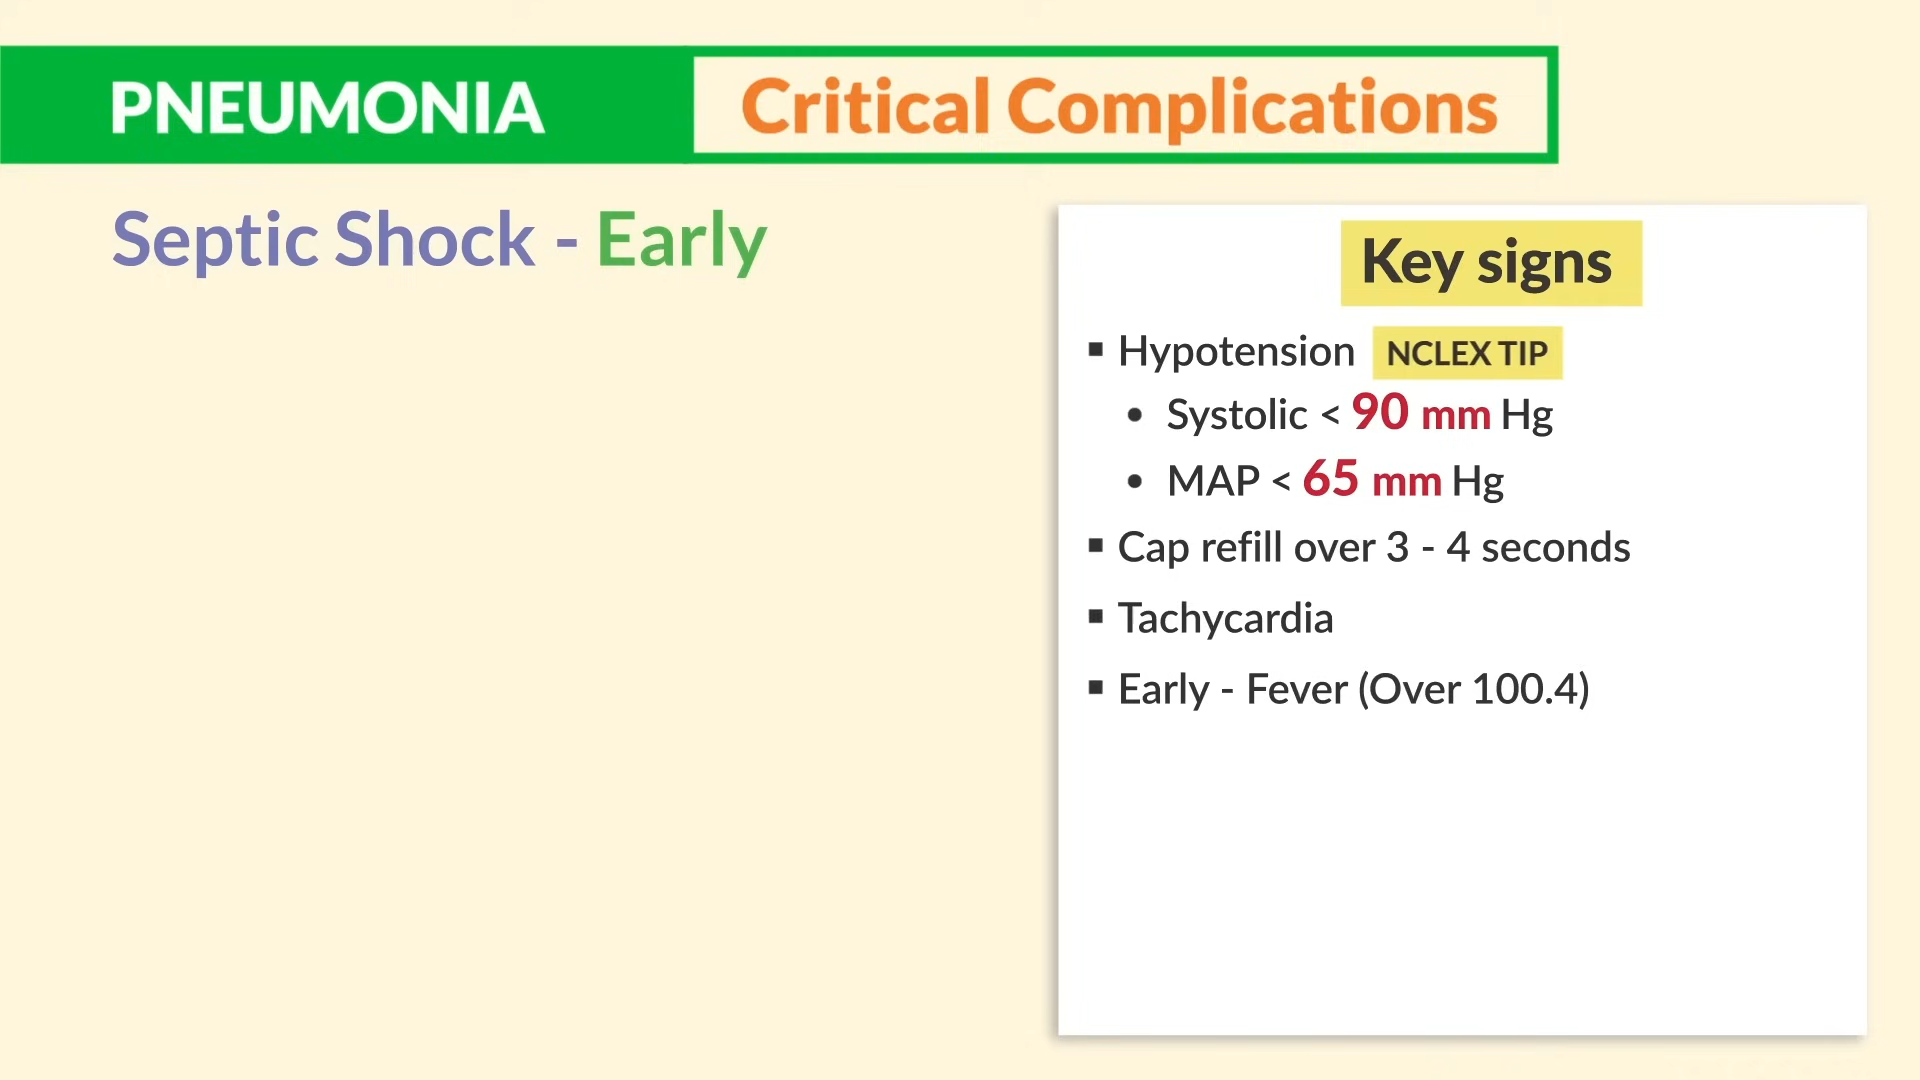 PNEUMONIA Critical Complications
Septic Shock - Early
Key signs
▪ Hypotension NCLEX TIP
• Systolic < 90 mm Hg
• MAP < 65 mm Hg
▪ Cap refill over 3 - 4 seconds
▪ Tachycardia
▪ Early - Fever (Over 100.4)